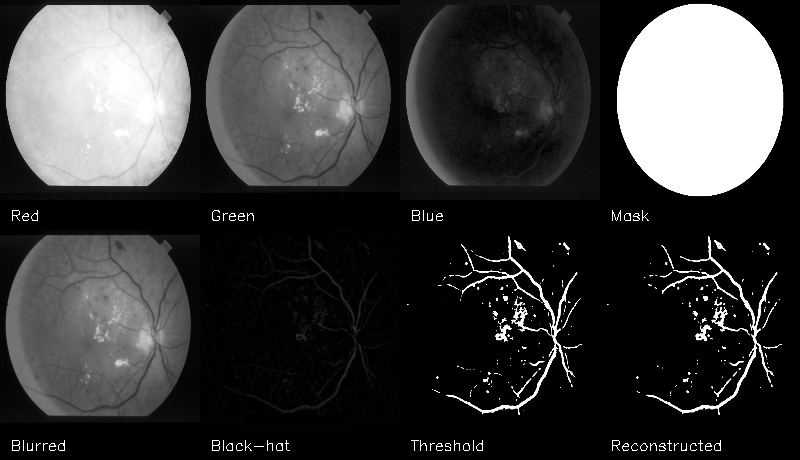 Red
Green
Blue
Mask
Blurred
Black-hat
Threshold
Reconstructed